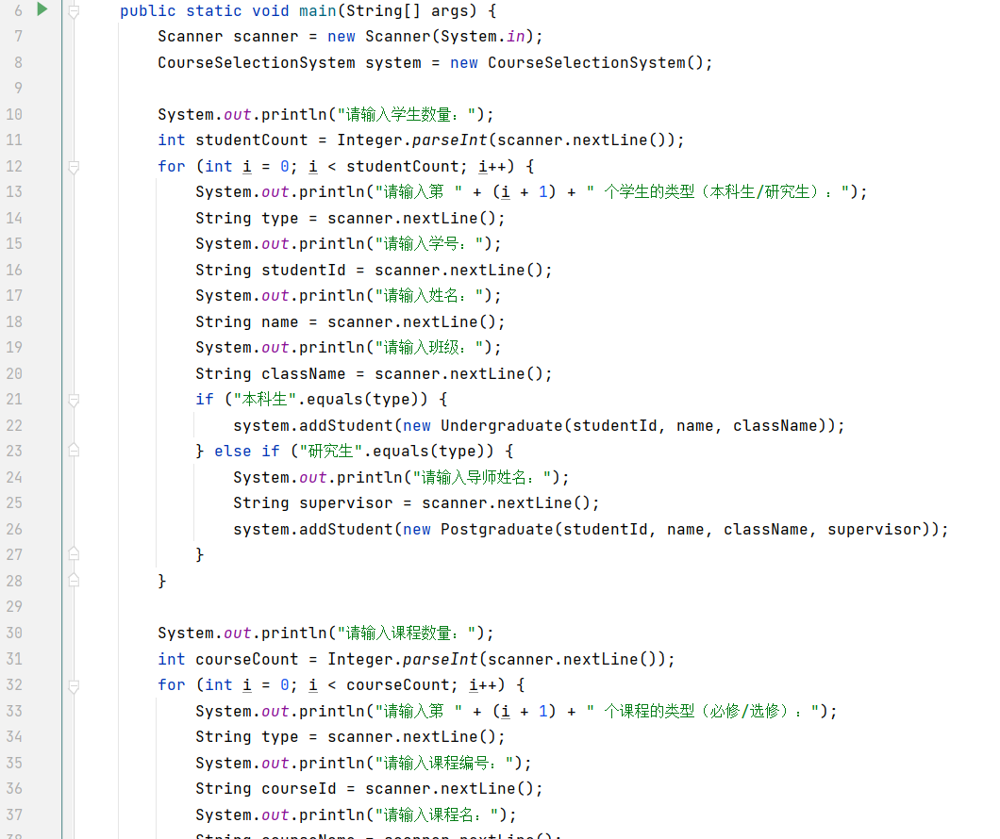 6 public static void main(String[] args) {
7 Scanner scanner = new Scanner(System.in);
8 CourseSelectionSystem system = new CourseSelectionSystem();
9
10 System.out.println("请输入学生数量：");
11 int studentCount = Integer.parseInt(scanner.nextLine());
12 for (int i = 0; i < studentCount; i++) {
13 System.out.println("请输入第 " + (i + 1) + " 个学生的类型（本科生/研究生）：");
14 String type = scanner.nextLine();
15 System.out.println("请输入学号：");
16 String studentId = scanner.nextLine();
17 System.out.println("请输入姓名：");
18 String name = scanner.nextLine();
19 System.out.println("请输入班级：");
20 String className = scanner.nextLine();
21 if ("本科生".equals(type)) {
22 system.addStudent(new Undergraduate(studentId, name, className));
23 } else if ("研究生".equals(type)) {
24 System.out.println("请输入导师姓名：");
25 String supervisor = scanner.nextLine();
26 system.addStudent(new Postgraduate(studentId, name, className, supervisor));
27 }
28 }
29
30 System.out.println("请输入课程数量：");
31 int courseCount = Integer.parseInt(scanner.nextLine());
32 for (int i = 0; i < courseCount; i++) {
33 System.out.println("请输入第 " + (i + 1) + " 个课程的类型（必修/选修）：");
34 String type = scanner.nextLine();
35 System.out.println("请输入课程编号：");
36 String courseId = scanner.nextLine();
37 System.out.println("请输入课程名：");
38 String courseName = scanner.nextLine();